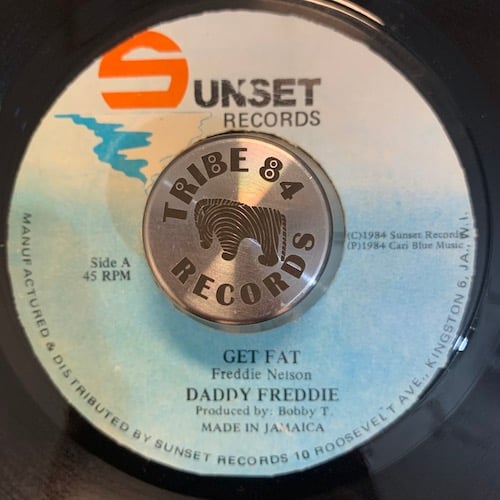 SUNSET
RECORDS
TRIBE 84
RECORDS
(C)1984 Sunset Records
(P)1984 Cari Blue Music
Side A
45 RPM
GET FAT
Freddie Nelson
DADDY FREDDIE
Produced by: Bobby T.
MADE IN JAMAICA
MANUFACTURED & DISTRIBUTED BY SUNSET RECORDS 10 ROOSEVELT AVE., KINGSTON 6, JA., W.I.